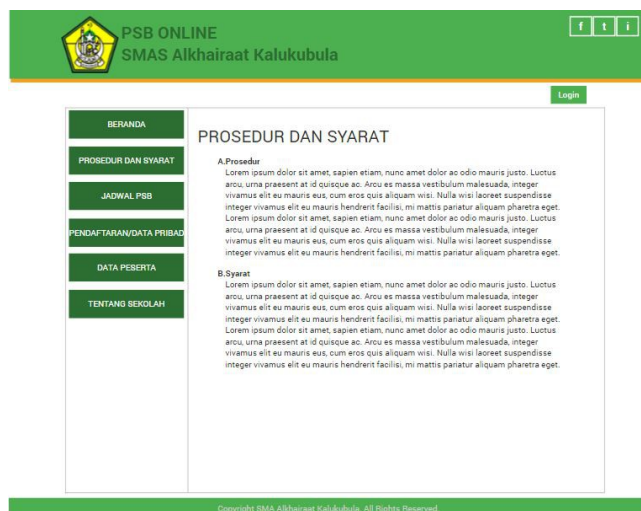 PSB ONLINE
SMAS Alkhairaat Kalukubula
f t i
Login
BERANDA
PROSEDUR DAN SYARAT
JADWAL PSB
PENDAFTARAN/DATA PRIBAD
DATA PESERTA
TENTANG SEKOLAH
PROSEDUR DAN SYARAT
A.Prosedur
Lorem ipsum dolor sit amet, sapien etiam, nunc amet dolor ac odio mauris justo. Luctus
arcu, urna praesent at id quisque ac. Arcu es massa vestibulum malesuada, integer
vivamus elit eu mauris eus, cum eros quis aliquam wisi. Nulla wisi laoreet suspendisse
integer vivamus elit eu mauris hendrerit facilisi, mi mattis pariatur aliquam pharetra eget.
Lorem ipsum dolor sit amet, sapien etiam, nunc amet dolor ac odio mauris justo. Luctus
arcu, urna praesent at id quisque ac. Arcu es massa vestibulum malesuada, integer
vivamus elit eu mauris eus, cum eros quis aliquam wisi. Nulla wisi laoreet suspendisse
integer vivamus elit eu mauris hendrerit facilisi, mi mattis pariatur aliquam pharetra eget.
B.Syarat
Lorem ipsum dolor sit amet, sapien etiam, nunc amet dolor ac odio mauris justo. Luctus
arcu, urna praesent at id quisque ac. Arcu es massa vestibulum malesuada, integer
vivamus elit eu mauris eus, cum eros quis aliquam wisi. Nulla wisi laoreet suspendisse
integer vivamus elit eu mauris hendrerit facilisi, mi mattis pariatur aliquam pharetra eget.
Lorem ipsum dolor sit amet, sapien etiam, nunc amet dolor ac odio mauris justo. Luctus
arcu, urna praesent at id quisque ac. Arcu es massa vestibulum malesuada, integer
vivamus elit eu mauris eus, cum eros quis aliquam wisi. Nulla wisi laoreet suspendisse
integer vivamus elit eu mauris hendrerit facilisi, mi mattis pariatur aliquam pharetra eget.
Copyright SMA Alkhairaat Kalukubula. All Rights Reserved.